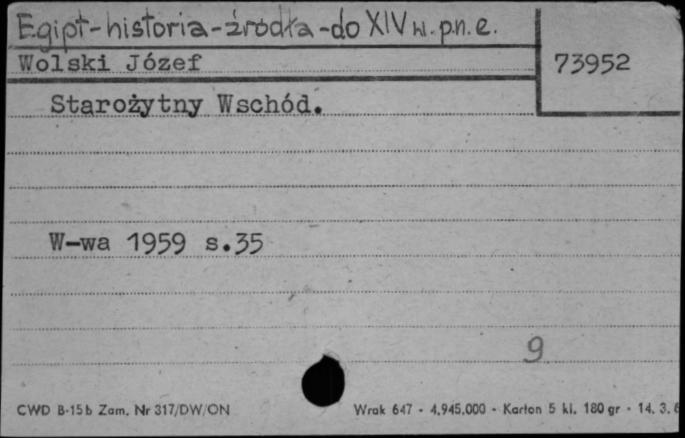 Egipt-historia-źródła-do XIV w. p.n.e.
Wolski Józef
73952
Starożytny Wschód.
W-wa 1959 s.35
9
CWD B-15b Zam. Nr 317/DW/ON
Wrak 647 - 4,945,000 - Karton 5 kl. 180 gr - 14. 3.